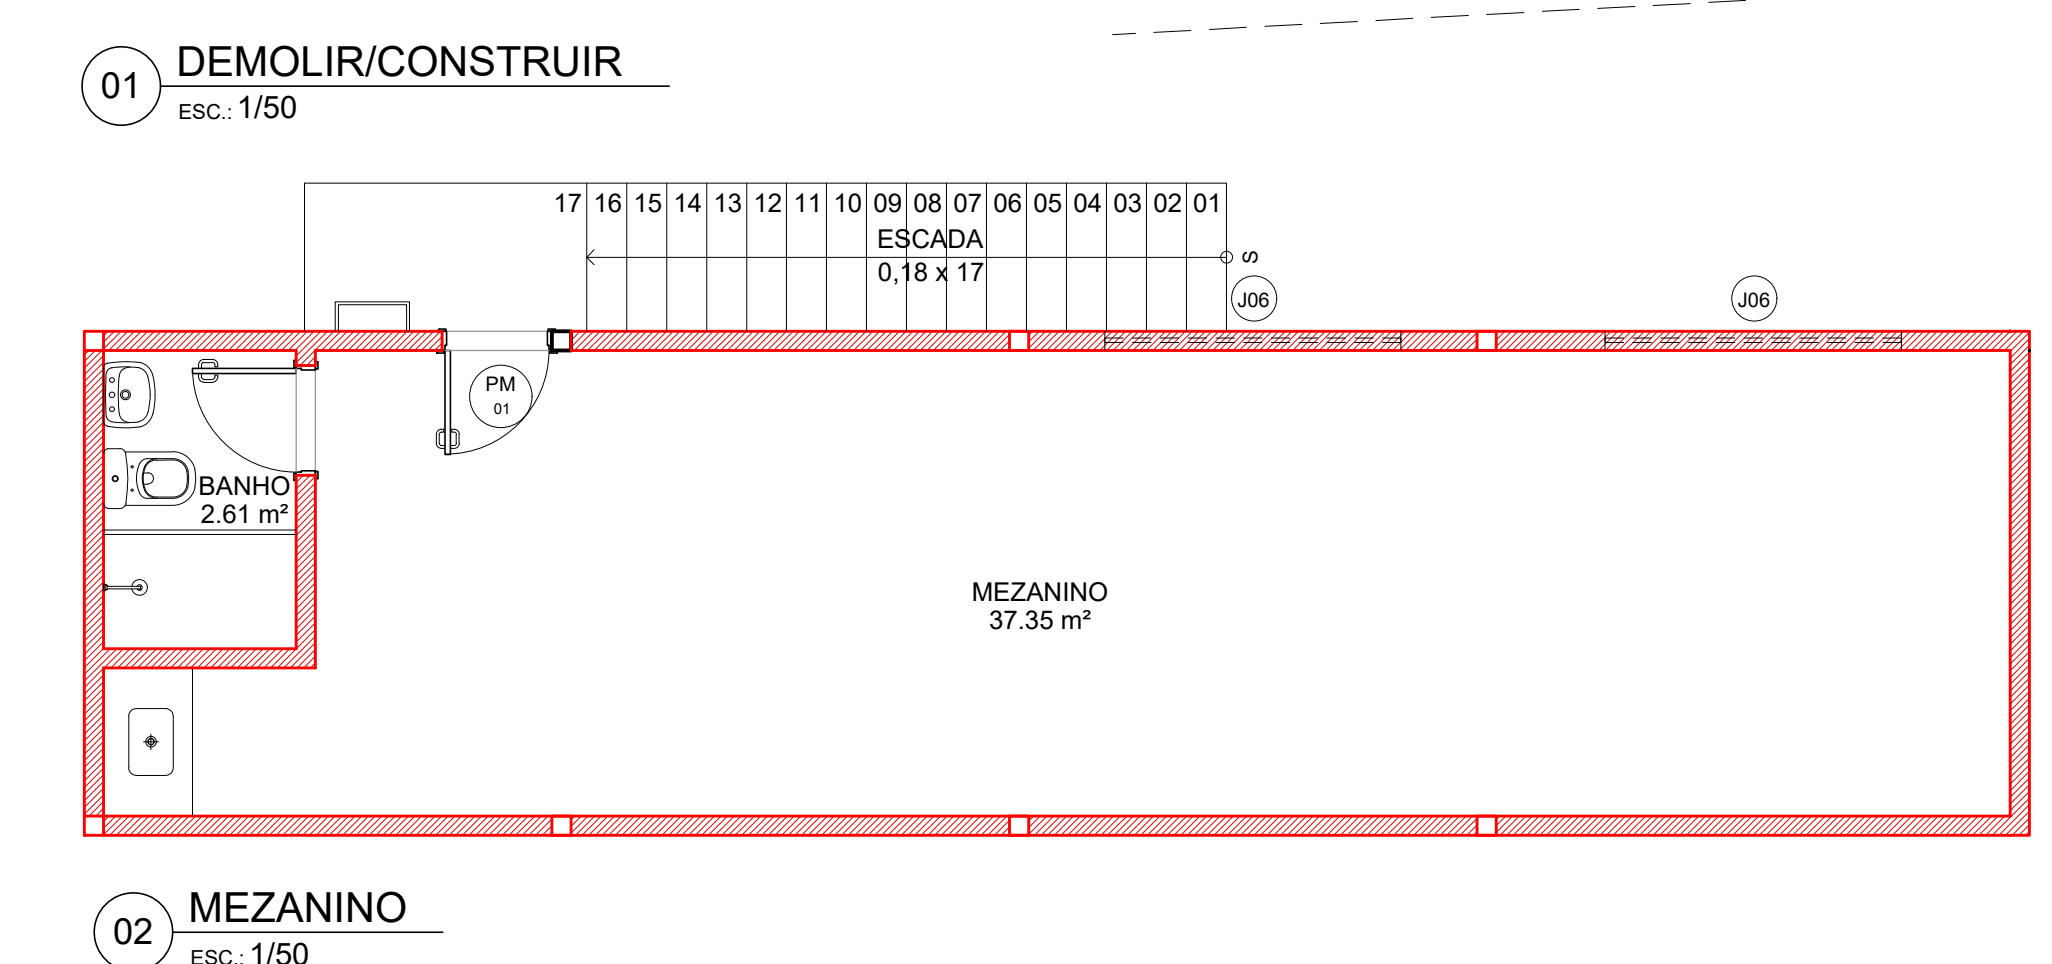 01
DEMOLIR/CONSTRUIR
ESC.: 1/50
17 16 15 14 13 12 11 10 09 08 07 06 05 04 03 02 01
ESCADA
0,18 x 17
S
J06
J06
PM
01
BANHO
2.61 m²
MEZANINO
37.35 m²
02
MEZANINO
ESC.: 1/50